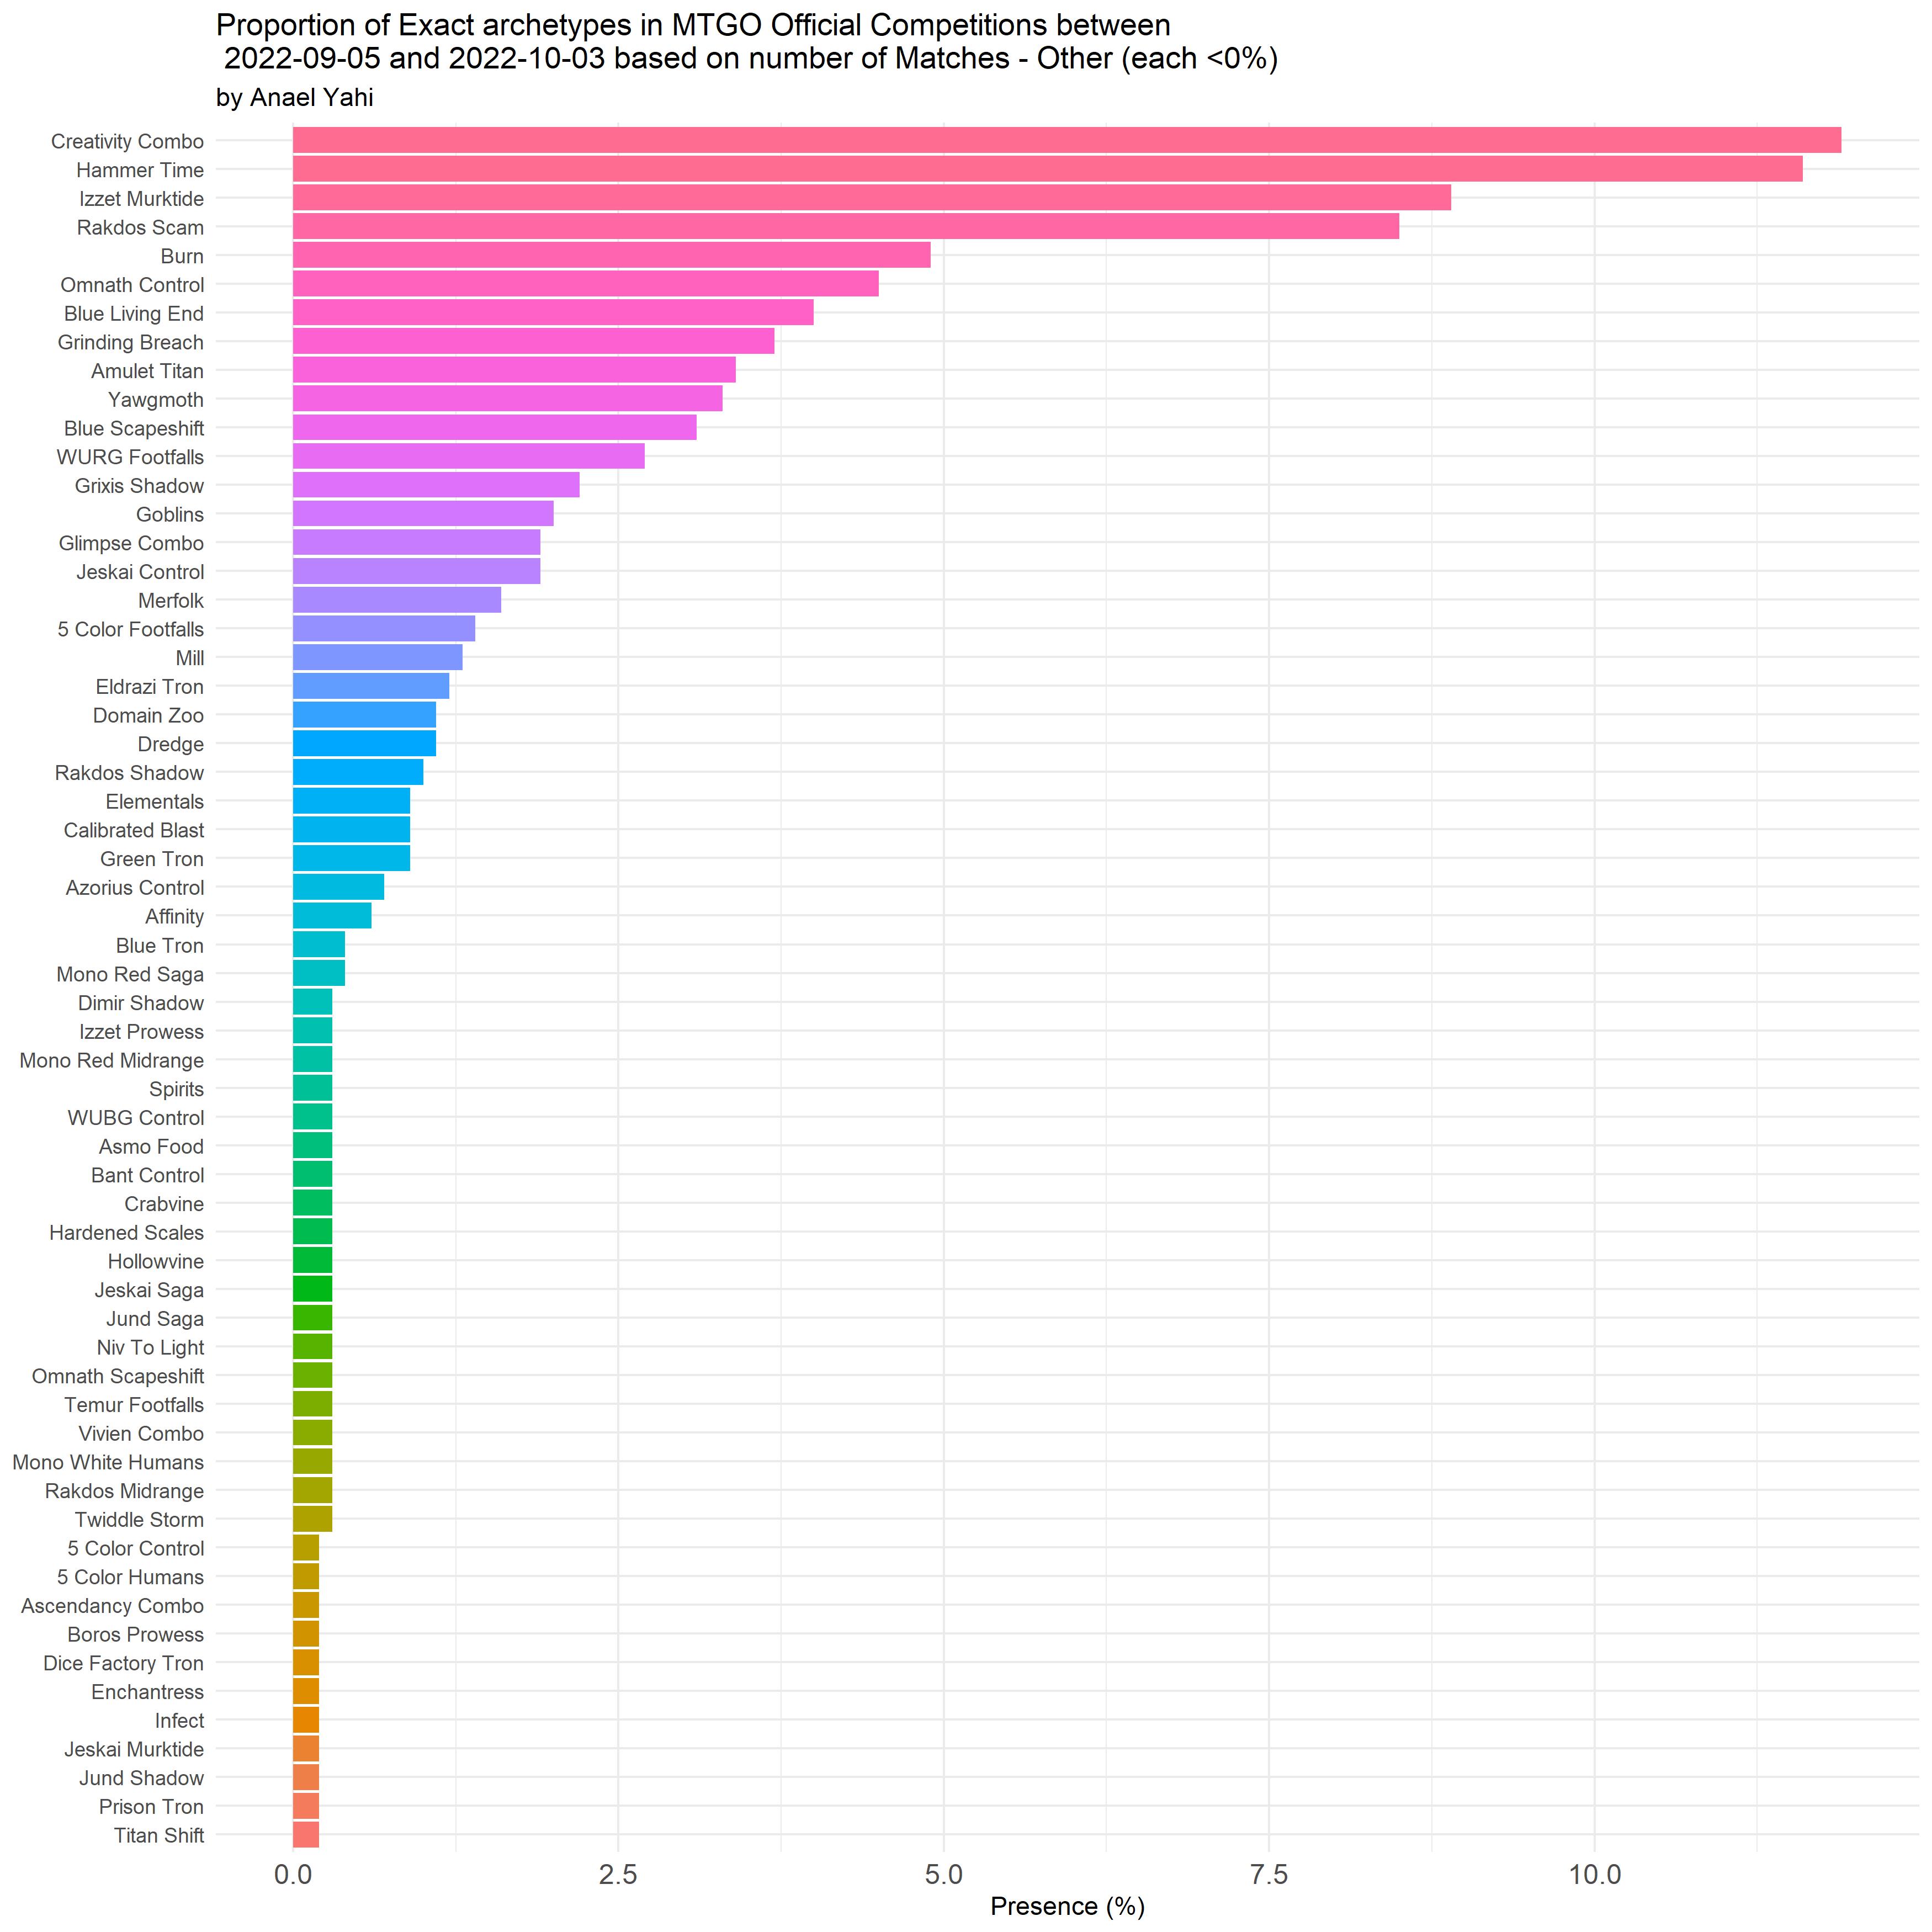 Proportion of Exact archetypes in MTGO Official Competitions between
2022-09-05 and 2022-10-03 based on number of Matches - Other (each <0%)
by Anael Yahi
Creativity Combo
Hammer Time
Izzet Murktide
Rakdos Scam
Burn
Omnath Control
Blue Living End
Grinding Breach
Amulet Titan
Yawgmoth
Blue Scapeshift
WURG Footfalls
Grixis Shadow
Goblins
Glimpse Combo
Jeskai Control
Merfolk
5 Color Footfalls
Mill
Eldrazi Tron
Domain Zoo
Dredge
Rakdos Shadow
Elementals
Calibrated Blast
Green Tron
Azorius Control
Affinity
Blue Tron
Mono Red Saga
Dimir Shadow
Izzet Prowess
Mono Red Midrange
Spirits
WUBG Control
Asmo Food
Bant Control
Crabvine
Hardened Scales
Hollowvine
Jeskai Saga
Jund Saga
Niv To Light
Omnath Scapeshift
Temur Footfalls
Vivien Combo
Mono White Humans
Rakdos Midrange
Twiddle Storm
5 Color Control
5 Color Humans
Ascendancy Combo
Boros Prowess
Dice Factory Tron
Enchantress
Infect
Jeskai Murktide
Jund Shadow
Prison Tron
Titan Shift
0.0 2.5 5.0 7.5 10.0
Presence (%)